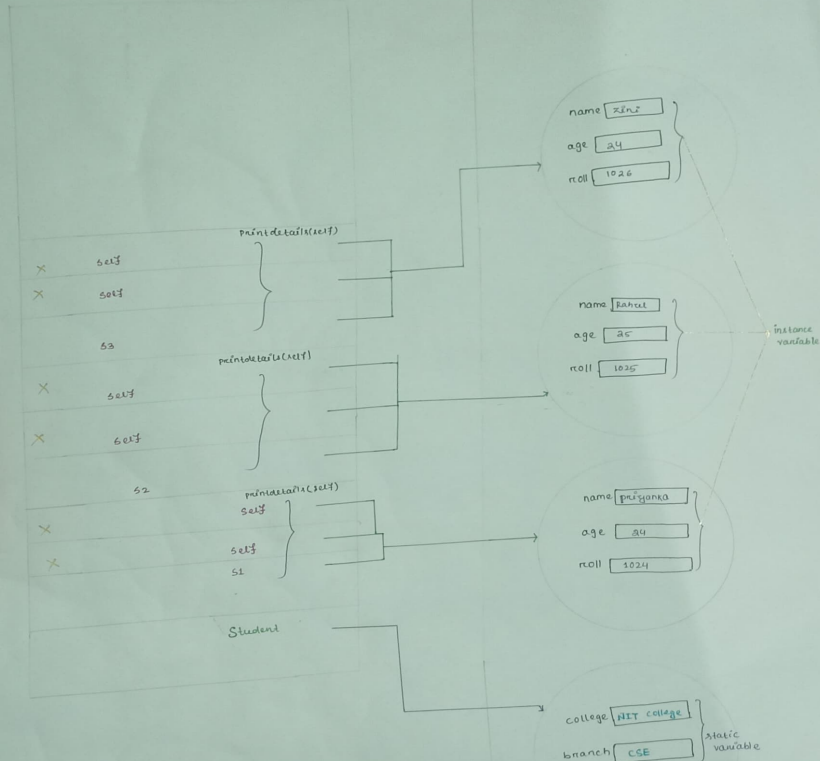 name zini
age 24
roll 1026
printdetails(self)
× self
× self
s3
name Rahul
age 25
roll 1025
instance
variable
printdetails(self)
× self
× self
s2
name priyanka
age 24
roll 1024
printdetails(self)
self
×
self
×
s1
Student
college NIT college
branch CSE
static
variable